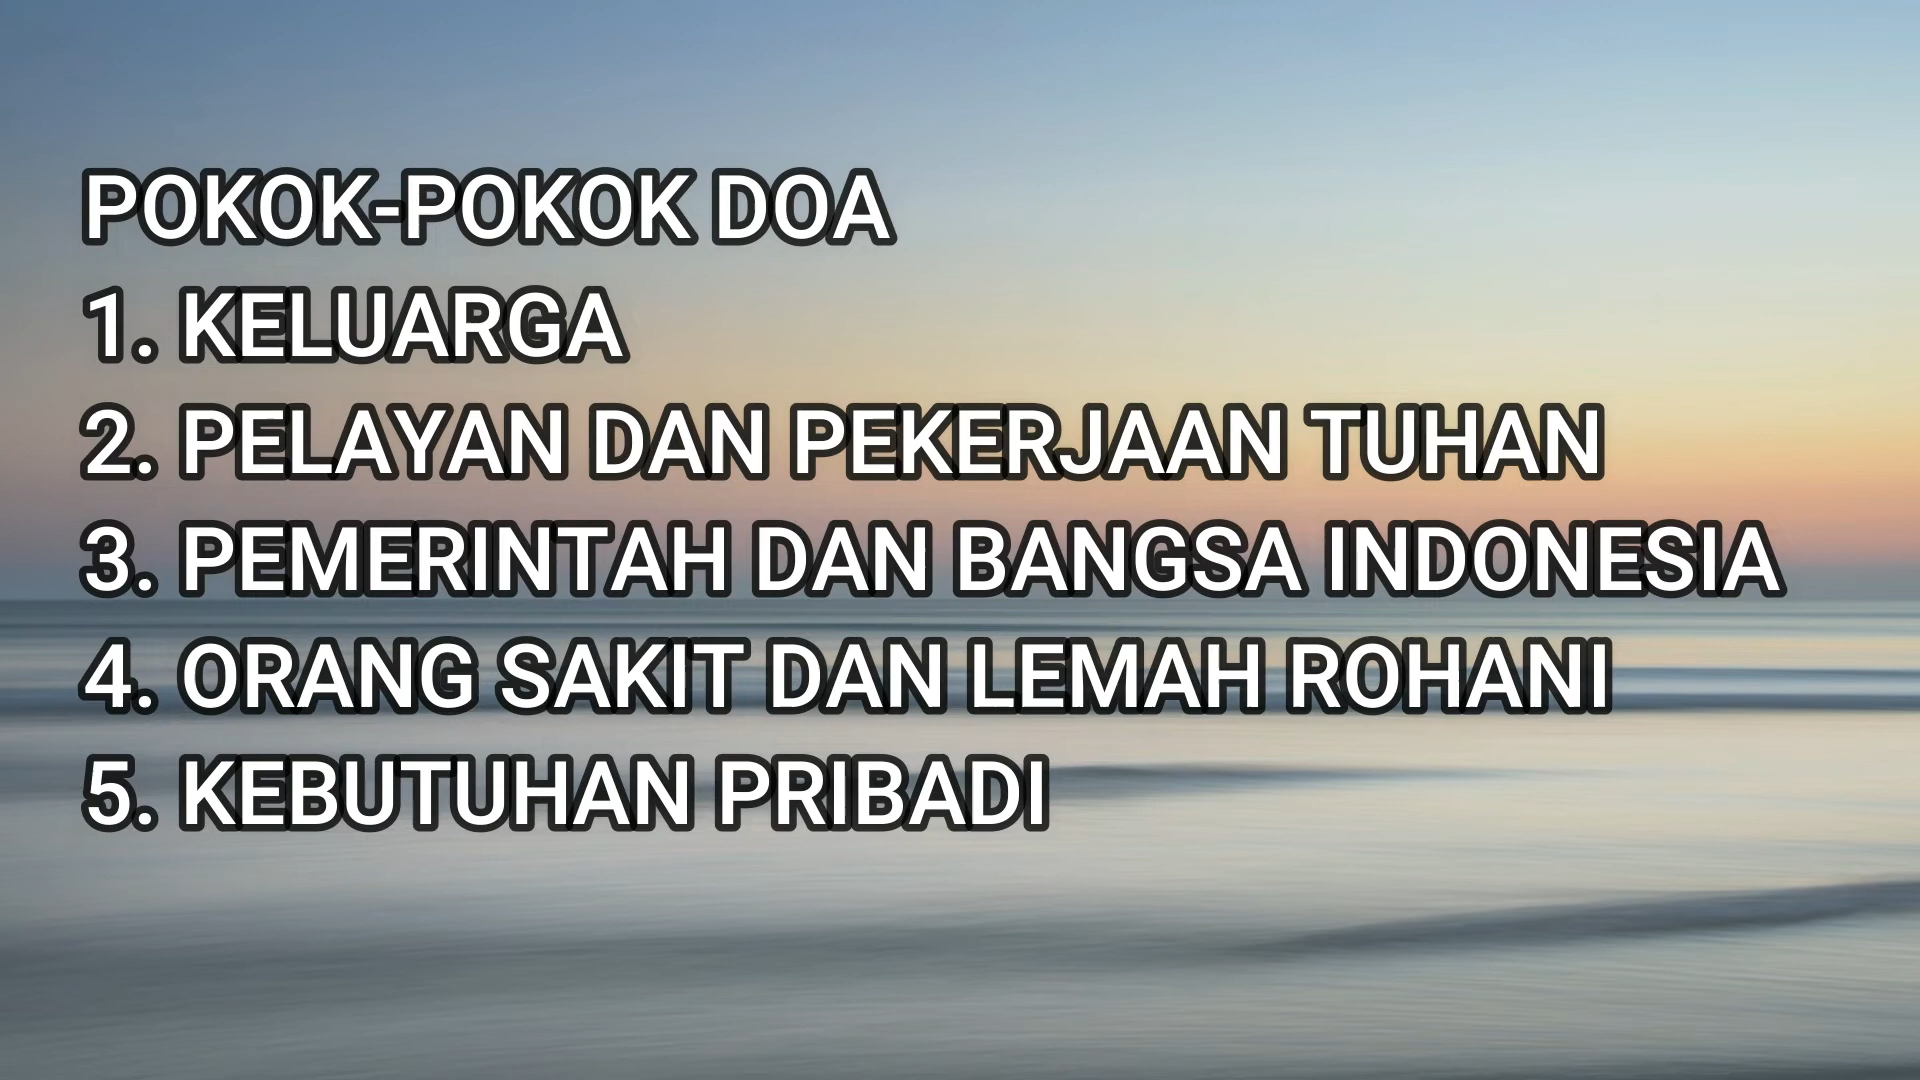 POKOK-POKOK DOA
1. KELUARGA
2. PELAYAN DAN PEKERJAAN TUHAN
3. PEMERINTAH DAN BANGSA INDONESIA
4. ORANG SAKIT DAN LEMAH ROHANI
5. KEBUTUHAN PRIBADI